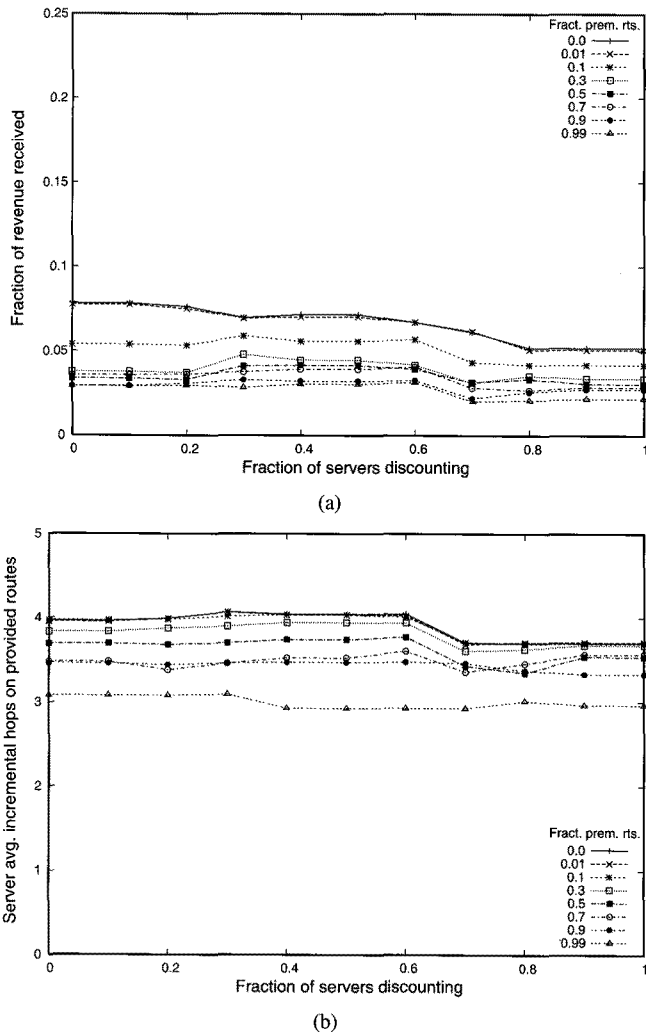 0.25
0.2
0.15
0.1
0.05
0
Fraction of revenue received
Fract. prem. rts.
0.0
0.01
0.1
0.3
0.5
0.7
0.9
0.99
0 0.2 0.4 0.6 0.8 1
Fraction of servers discounting
(a)
5
4
3
2
1
0
Server avg. incremental hops on provided routes
Fract. prem. rts.
0.0
0.01
0.1
0.3
0.5
0.7
0.9
0.99
0 0.2 0.4 0.6 0.8 1
Fraction of servers discounting
(b)